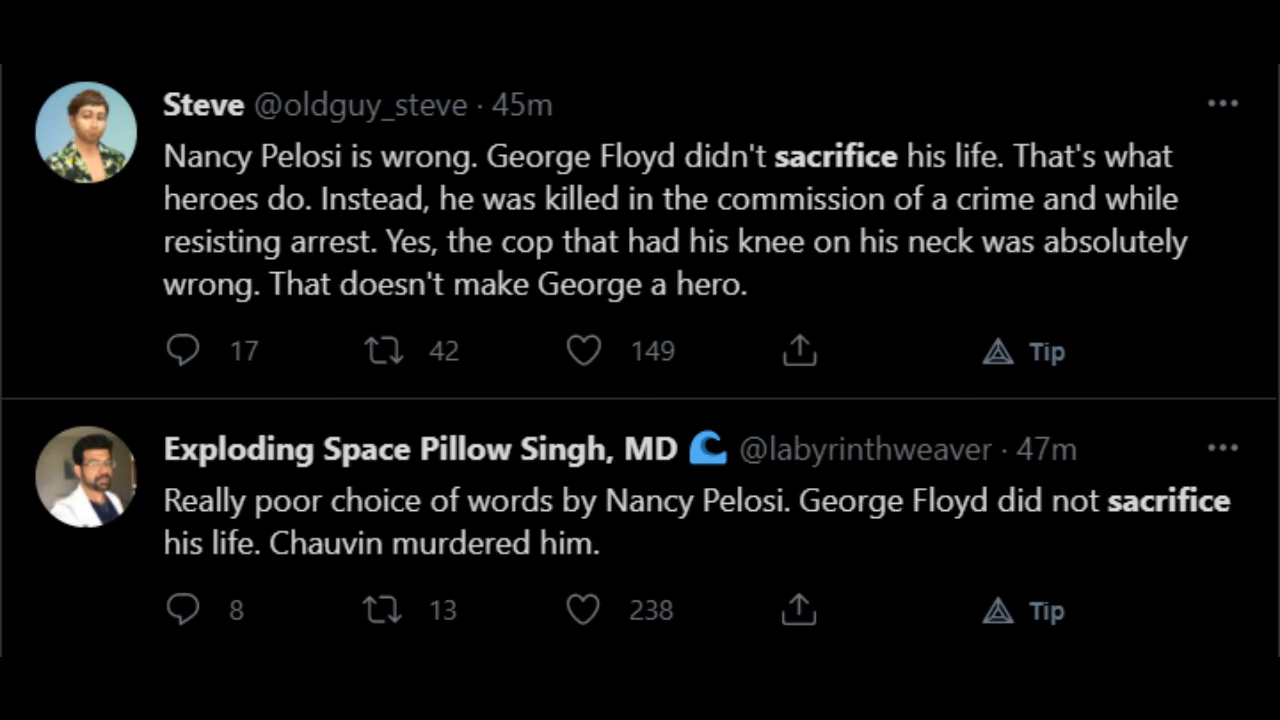 Steve @oldguy_steve · 45m
Nancy Pelosi is wrong. George Floyd didn't sacrifice his life. That's what
heroes do. Instead, he was killed in the commission of a crime and while
resisting arrest. Yes, the cop that had his knee on his neck was absolutely
wrong. That doesn't make George a hero.
17 42 149 Tip
Exploding Space Pillow Singh, MD 🌊 @labyrinthweaver · 47m
Really poor choice of words by Nancy Pelosi. George Floyd did not sacrifice
his life. Chauvin murdered him.
8 13 238 Tip